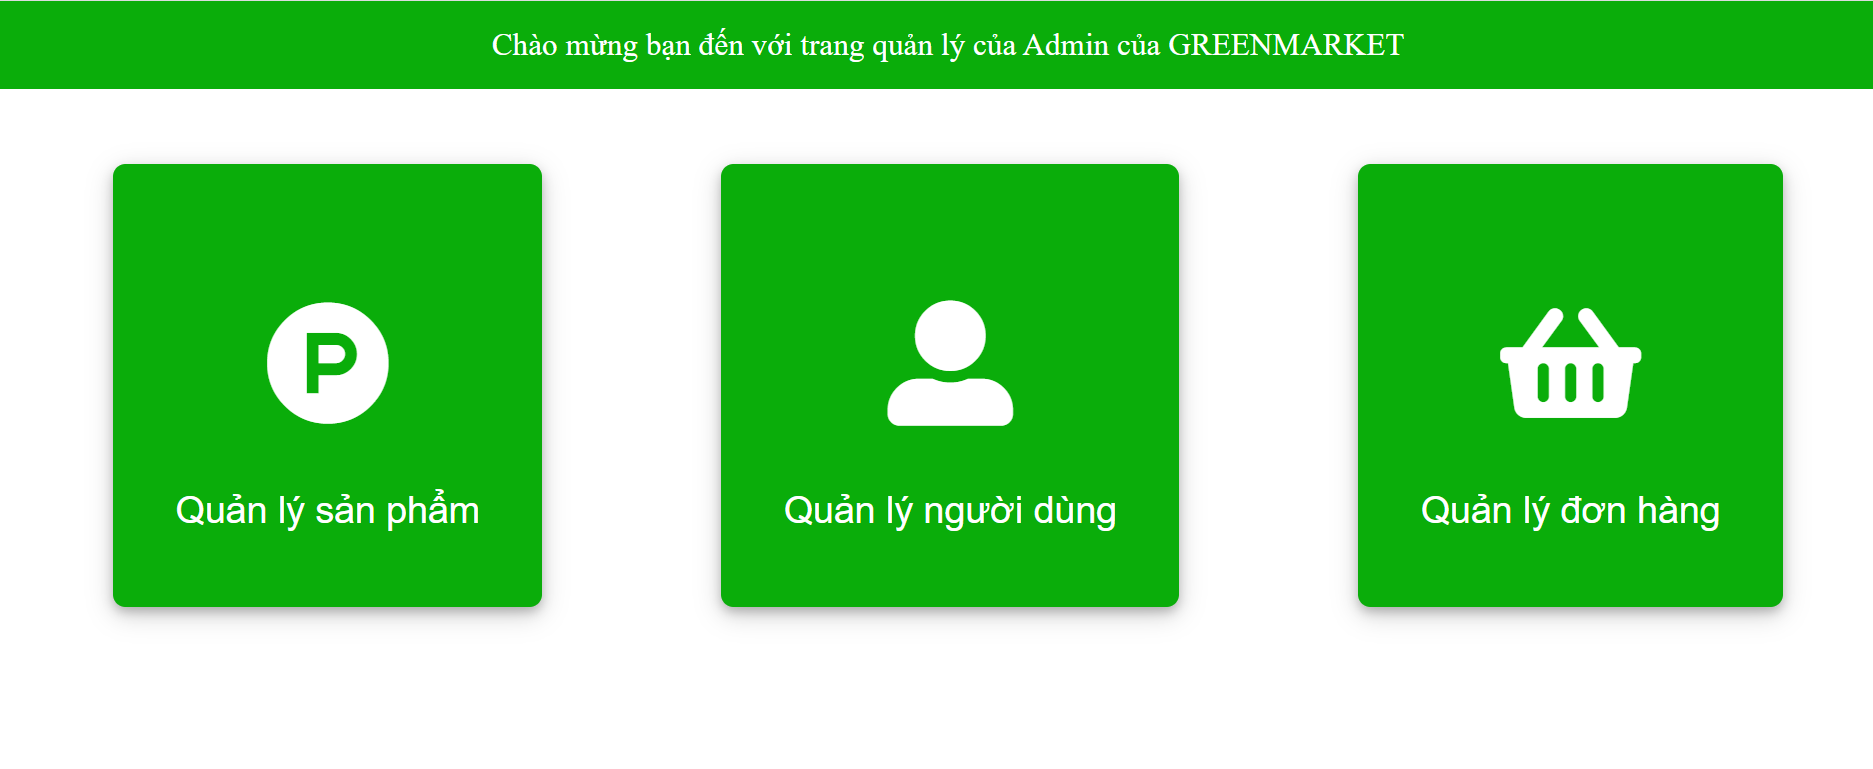 Chào mừng bạn đến với trang quản lý của Admin của GREENMARKET
P
Quản lý sản phẩm
Quản lý người dùng
Quản lý đơn hàng